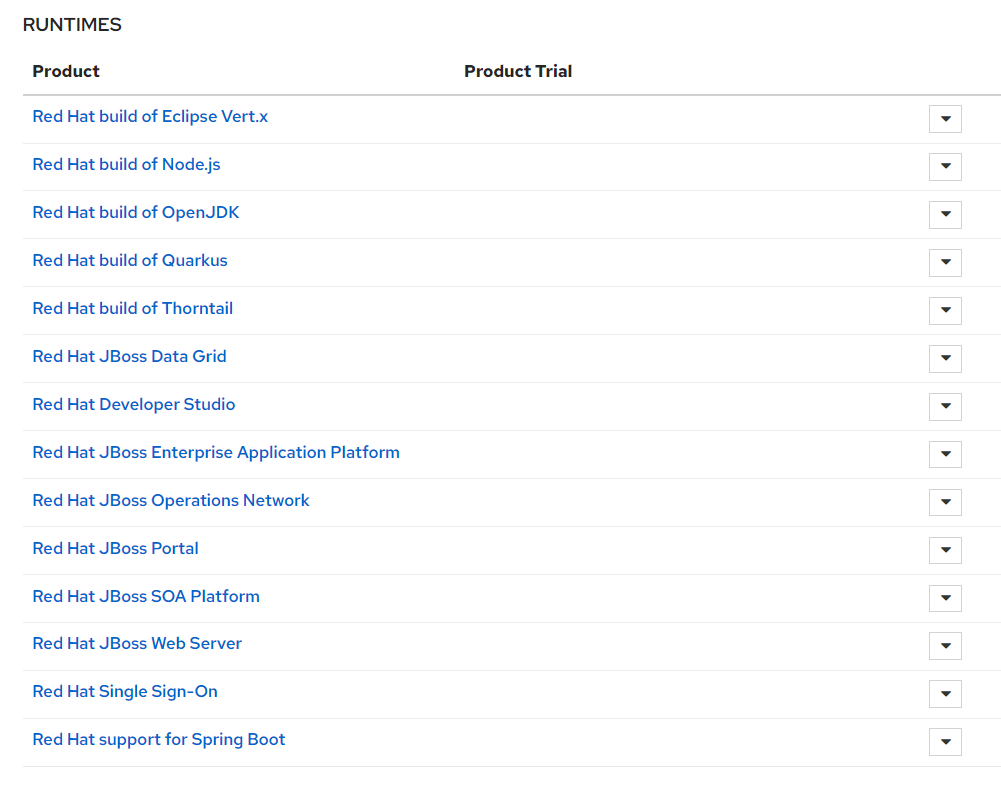 RUNTIMES
Product Product Trial
Red Hat build of Eclipse Vert.x
Red Hat build of Node.js
Red Hat build of OpenJDK
Red Hat build of Quarkus
Red Hat build of Thorntail
Red Hat JBoss Data Grid
Red Hat Developer Studio
Red Hat JBoss Enterprise Application Platform
Red Hat JBoss Operations Network
Red Hat JBoss Portal
Red Hat JBoss SOA Platform
Red Hat JBoss Web Server
Red Hat Single Sign-On
Red Hat support for Spring Boot